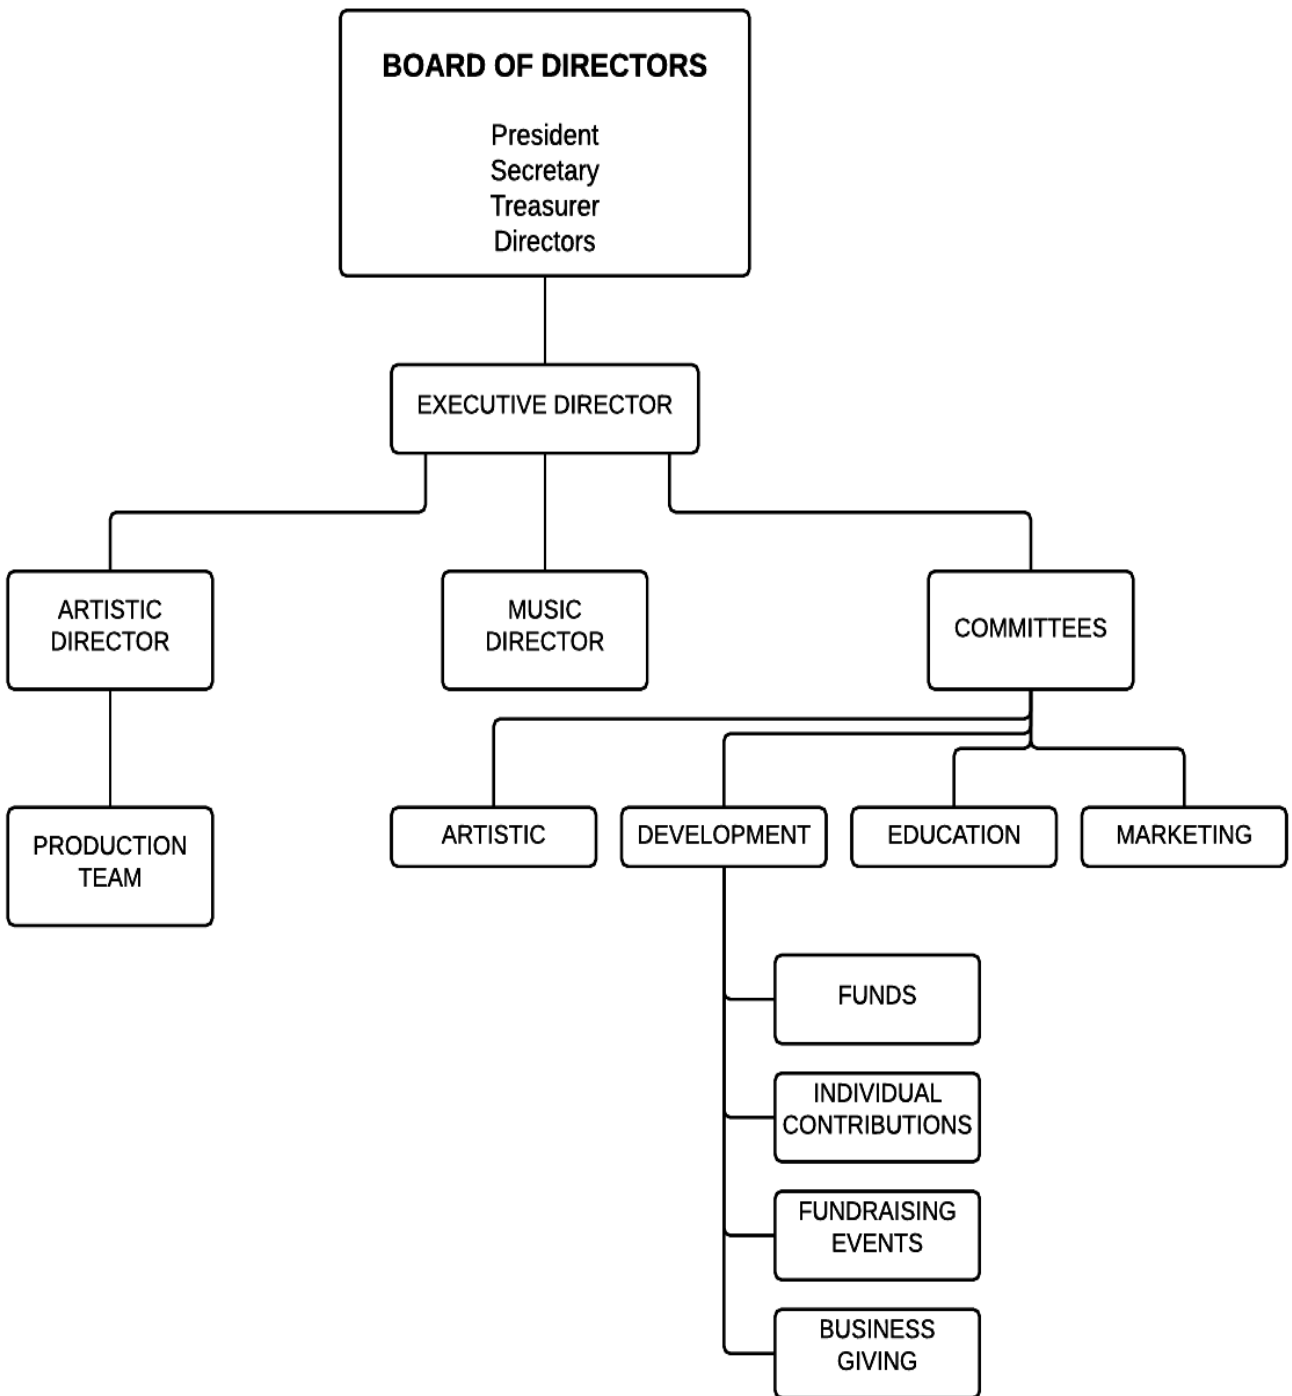 BOARD OF DIRECTORS
President
Secretary
Treasurer
Directors
EXECUTIVE DIRECTOR
ARTISTIC
DIRECTOR
MUSIC
DIRECTOR
COMMITTEES
PRODUCTION
TEAM
ARTISTIC
DEVELOPMENT
EDUCATION
MARKETING
FUNDS
INDIVIDUAL
CONTRIBUTIONS
FUNDRAISING
EVENTS
BUSINESS
GIVING